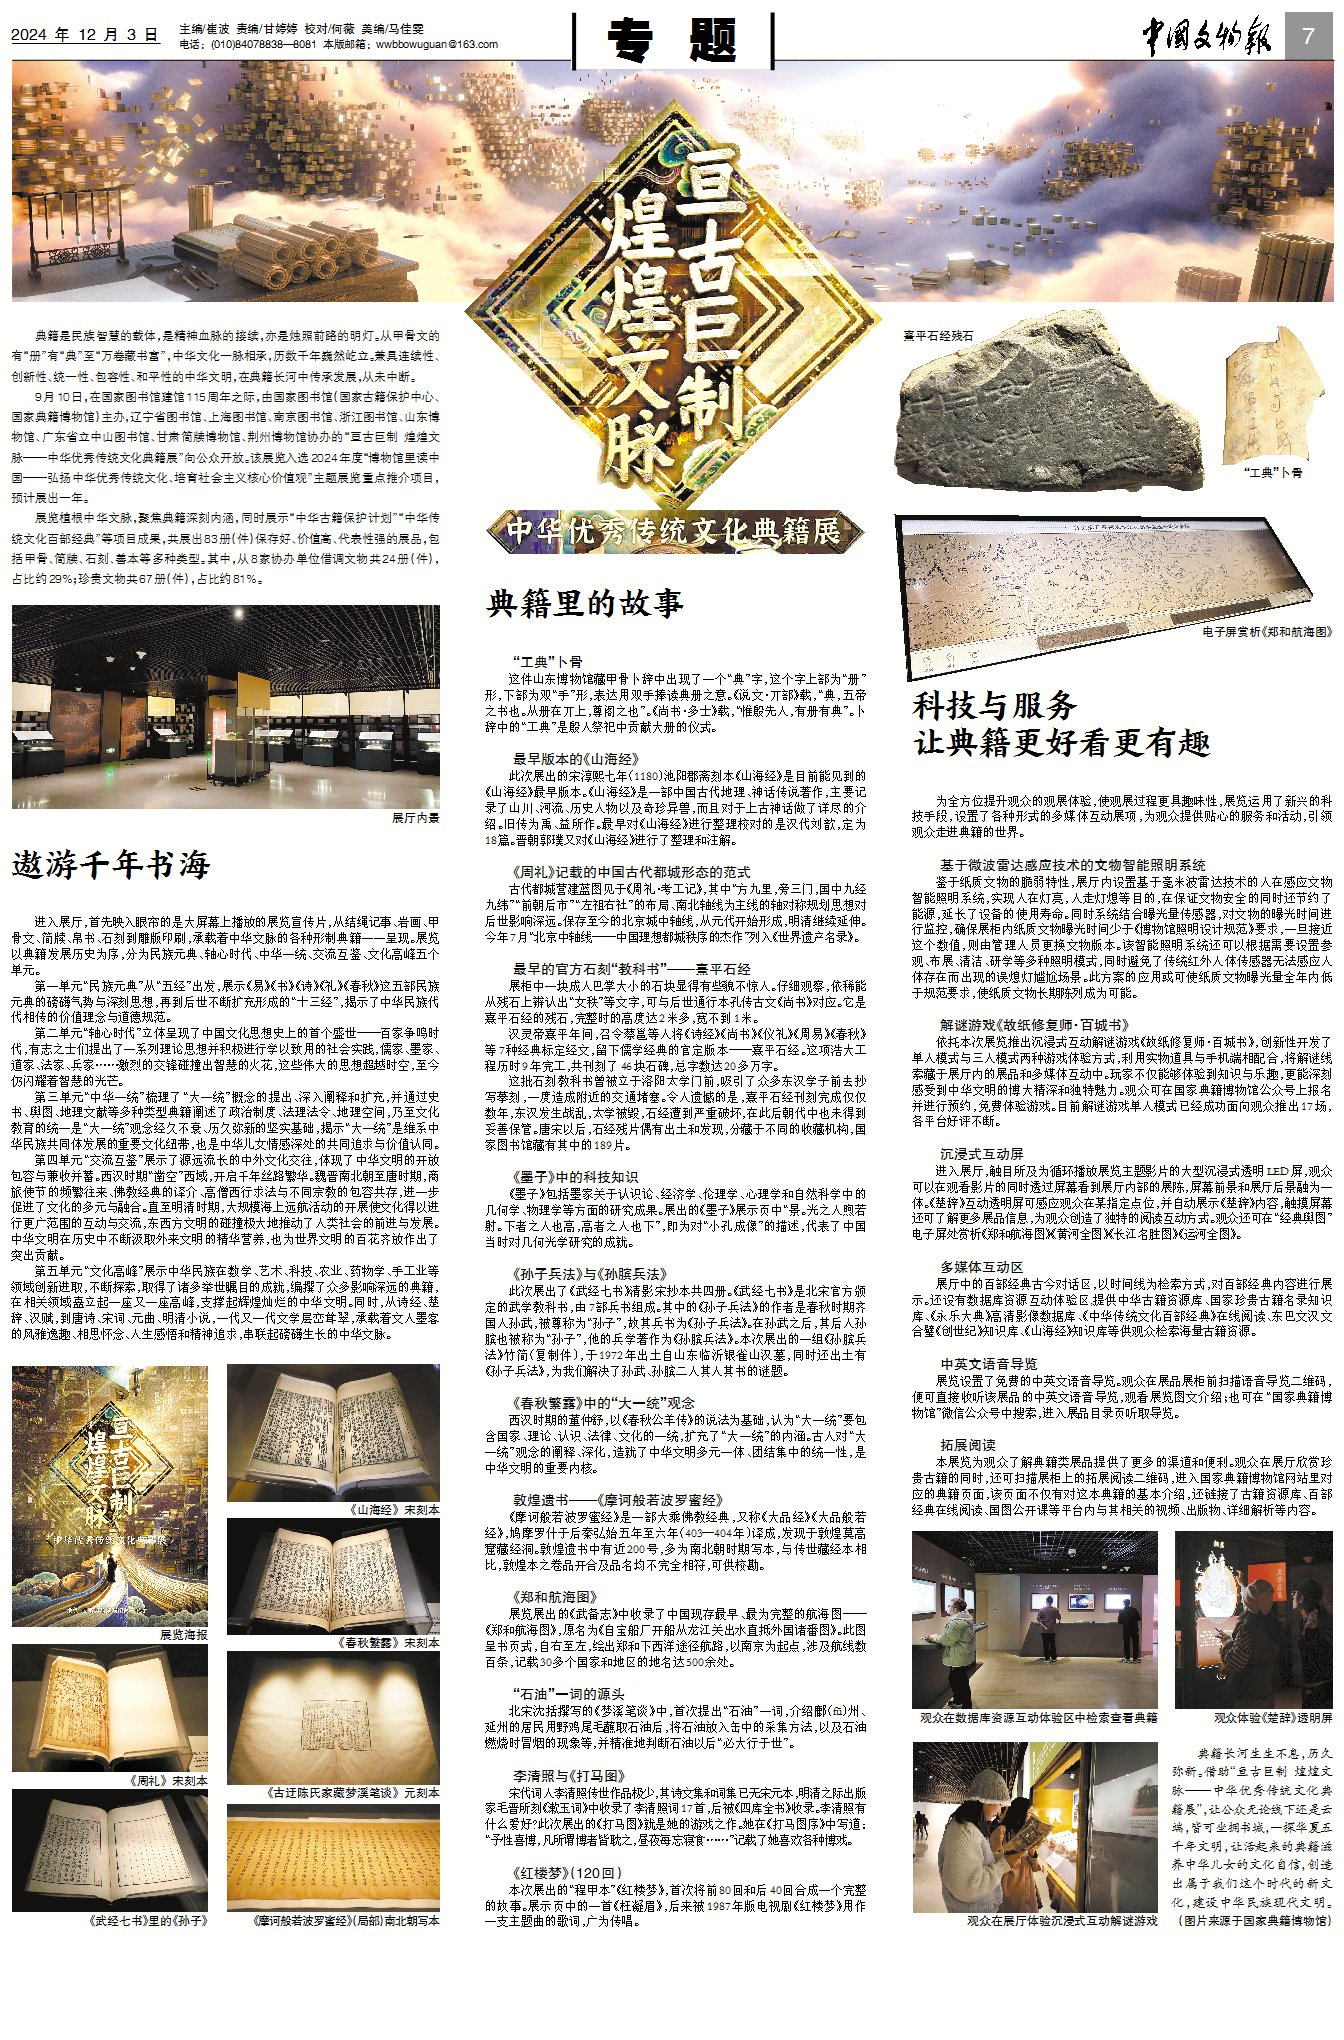 2024 年 12 月 3 日
主编/崔波 责编/甘婷婷 校对/何薇 美编/马佳雯
电话：(010)84078838—8081 本版邮箱：wwbbowuguan@163.com
专 题
中国文物報
7
亘古巨制
煌煌文脉
中华优秀传统文化典籍展
典籍是民族智慧的载体，是精神血脉的接续，亦是烛照前路的明灯。从甲骨文的
有“册”有“典”至“万卷藏书富”，中华文化一脉相承，历数千年巍然屹立。兼具连续性、
创新性、统一性、包容性、和平性的中华文明，在典籍长河中传承发展，从未中断。
9月10日，在国家图书馆建馆115周年之际，由国家图书馆（国家古籍保护中心、
国家典籍博物馆）主办，辽宁省图书馆、上海图书馆、南京图书馆、浙江图书馆、山东博
物馆、广东省立中山图书馆、甘肃简牍博物馆、荆州博物馆协办的“亘古巨制 煌煌文
脉——中华优秀传统文化典籍展”向公众开放。该展览入选2024年度“博物馆里读中
国——弘扬中华优秀传统文化、培育社会主义核心价值观”主题展览重点推介项目，
预计展出一年。
展览植根中华文脉，聚焦典籍深刻内涵，同时展示“中华古籍保护计划”“中华传
统文化百部经典”等项目成果，共展出83册（件）保存好、价值高、代表性强的展品，包
括甲骨、简牍、石刻、善本等多种类型。其中，从8家协办单位借调文物共24册（件），
占比约29%；珍贵文物共67册（件），占比约81%。
展厅内景
遨游千年书海
进入展厅，首先映入眼帘的是大屏幕上播放的展览宣传片，从结绳记事、岩画、甲
骨文、简牍、帛书、石刻到雕版印刷，承载着中华文脉的各种形制典籍一一呈现。展览
以典籍发展历史为序，分为民族元典、轴心时代、中华一统、交流互鉴、文化高峰五个
单元。
第一单元“民族元典”从“五经”出发，展示《易》《书》《诗》《礼》《春秋》这五部民族
元典的磅礴气势与深刻思想，再到后世不断扩充形成的“十三经”，揭示了中华民族代
代相传的价值理念与道德规范。
第二单元“轴心时代”立体呈现了中国文化思想史上的首个盛世——百家争鸣时
代，有志之士们提出了一系列理论思想并积极进行学以致用的社会实践，儒家、墨家、
道家、法家、兵家……激烈的交锋碰撞出智慧的火花，这些伟大的思想超越时空，至今
仍闪耀着智慧的光芒。
第三单元“中华一统”梳理了“大一统”概念的提出、深入阐释和扩充，并通过史
书、舆图、地理文献等多种类型典籍阐述了政治制度、法理法令、地理空间，乃至文化
教育的统一是“大一统”观念经久不衰、历久弥新的坚实基础，揭示“大一统”是维系中
华民族共同体发展的重要文化纽带，也是中华儿女情感深处的共同追求与价值认同。
第四单元“交流互鉴”展示了源远流长的中外文化交往，体现了中华文明的开放
包容与兼收并蓄。西汉时期“凿空”西域，开启千年丝路繁华。魏晋南北朝至唐时期，商
旅使节的频繁往来、佛教经典的译介、高僧西行求法与不同宗教的包容共存，进一步
促进了文化的多元与融合。直至明清时期，大规模海上远航活动的开展使文化得以进
行更广范围的互动与交流，东西方文明的碰撞极大地推动了人类社会的前进与发展。
中华文明在历史中不断汲取外来文明的精华营养，也为世界文明的百花齐放作出了
突出贡献。
第五单元“文化高峰”展示中华民族在数学、艺术、科技、农业、药物学、手工业等
领域创新进取，不断探索，取得了诸多举世瞩目的成就，编撰了众多影响深远的典籍，
在相关领域矗立起一座又一座高峰，支撑起辉煌灿烂的中华文明。同时，从诗经、楚
辞、汉赋，到唐诗、宋词、元曲、明清小说，一代又一代文学层峦耸翠，承载着文人墨客
的风雅逸趣、相思怀念、人生感悟和精神追求，串联起磅礴生长的中华文脉。
亘古巨制
煌煌文脉
中华优秀传统文化典籍展
展览海报
《山海经》宋刻本
《春秋繁露》宋刻本
《周礼》宋刻本
《古迂陈氏家藏梦溪笔谈》元刻本
《武经七书》里的《孙子》
《摩诃般若波罗蜜经》（局部）南北朝写本
典籍里的故事
“工典”卜骨
这件山东博物馆藏甲骨卜辞中出现了一个“典”字，这个字上部为“册”
形，下部为双“手”形，表达用双手捧读典册之意。《说文·丌部》载，“典，五帝
之书也。从册在丌上，尊阁之也”。《尚书·多士》载，“惟殷先人，有册有典”。卜
辞中的“工典”是殷人祭祀中贡献大册的仪式。
最早版本的《山海经》
此次展出的宋淳熙七年（1180）池阳郡斋刻本《山海经》是目前能见到的
《山海经》最早版本。《山海经》是一部中国古代地理、神话传说著作，主要记
录了山川、河流、历史人物以及奇珍异兽，而且对于上古神话做了详尽的介
绍。旧传为禹、益所作。最早对《山海经》进行整理校对的是汉代刘歆，定为
18篇。晋朝郭璞又对《山海经》进行了整理和注解。
《周礼》记载的中国古代都城形态的范式
古代都城营建蓝图见于《周礼·考工记》，其中“方九里，旁三门，国中九经
九纬”“前朝后市”“左祖右社”的布局、南北轴线为主线的轴对称规划思想对
后世影响深远。保存至今的北京城中轴线，从元代开始形成，明清继续延伸。
今年7月“北京中轴线——中国理想都城秩序的杰作”列入《世界遗产名录》。
最早的官方石刻“教科书”——熹平石经
展柜中一块成人巴掌大小的石块显得有些貌不惊人。仔细观察，依稀能
从残石上辨认出“女秩”等文字，可与后世通行本孔传古文《尚书》对应。它是
熹平石经的残石，完整时的高度达2米多，宽不到1米。
汉灵帝熹平年间，召令蔡邕等人将《诗经》《尚书》《仪礼》《周易》《春秋》
等7种经典标定经文，留下儒学经典的官定版本——熹平石经。这项浩大工
程历时9年完工，共刊刻了46块石碑，总字数达20多万字。
这批石刻教科书曾被立于洛阳太学门前，吸引了众多东汉学子前去抄
写摹刻，一度造成附近的交通堵塞。令人遗憾的是，熹平石经刊刻完成仅仅
数年，东汉发生战乱，太学被毁，石经遭到严重破坏，在此后朝代中也未得到
妥善保管。唐宋以后，石经残片偶有出土和发现，分藏于不同的收藏机构，国
家图书馆藏有其中的189片。
《墨子》中的科技知识
《墨子》包括墨家关于认识论、经济学、伦理学、心理学和自然科学中的
几何学、物理学等方面的研究成果。展出的《墨子》展示页中“景。光之人煦若
射。下者之人也高，高者之人也下”，即为对“小孔成像”的描述，代表了中国
当时对几何光学研究的成就。
《孙子兵法》与《孙膑兵法》
此次展出了《武经七书》清影宋抄本共四册。《武经七书》是北宋官方颁
定的武学教科书，由7部兵书组成。其中的《孙子兵法》的作者是春秋时期齐
国人孙武，被尊称为“孙子”，故其兵书为《孙子兵法》。在孙武之后，其后人孙
膑也被称为“孙子”，他的兵学著作为《孙膑兵法》。本次展出的一组《孙膑兵
法》竹简（复制件），于1972年出土自山东临沂银雀山汉墓，同时还出土有
《孙子兵法》，为我们解决了孙武、孙膑二人其人其书的谜题。
《春秋繁露》中的“大一统”观念
西汉时期的董仲舒，以《春秋公羊传》的说法为基础，认为“大一统”要包
含国家、理论、认识、法律、文化的一统，扩充了“大一统”的内涵。古人对“大
一统”观念的阐释、深化，造就了中华文明多元一体、团结集中的统一性，是
中华文明的重要内核。
敦煌遗书——《摩诃般若波罗蜜经》
《摩诃般若波罗蜜经》是一部大乘佛教经典，又称《大品经》《大品般若
经》，鸠摩罗什于后秦弘始五年至六年（403—404年）译成，发现于敦煌莫高
窟藏经洞。敦煌遗书中有近200号，多为南北朝时期写本，与传世藏经本相
比，敦煌本之卷品开合及品名均不完全相符，可供校勘。
《郑和航海图》
展览展出的《武备志》中收录了中国现存最早、最为完整的航海图——
《郑和航海图》，原名为《自宝船厂开船从龙江关出水直抵外国诸番图》。此图
呈书页式，自右至左，绘出郑和下西洋途径航路，以南京为起点，涉及航线数
百条，记载30多个国家和地区的地名达500余处。
“石油”一词的源头
北宋沈括撰写的《梦溪笔谈》中，首次提出“石油”一词，介绍鄜（fū）州、
延州的居民用野鸡尾毛蘸取石油后，将石油放入缶中的采集方法，以及石油
燃烧时冒烟的现象等，并精准地判断石油以后“必大行于世”。
李清照与《打马图》
宋代词人李清照传世作品极少，其诗文集和词集已无宋元本，明清之际出版
家毛晋所刻《漱玉词》中收录了李清照词17首，后被《四库全书》收录。李清照有
什么爱好？此次展出的《打马图》就是她的游戏之作。她在《打马图序》中写道：
“予性喜博，凡所谓博者皆耽之，昼夜每忘寝食……”记载了她喜欢各种博戏。
《红楼梦》（120回）
本次展出的“程甲本”《红楼梦》，首次将前80回和后40回合成一个完整
的故事。展示页中的一首《枉凝眉》，后来被1987年版电视剧《红楼梦》用作
一支主题曲的歌词，广为传唱。
熹平石经残石
“工典”卜骨
电子屏赏析《郑和航海图》
科技与服务
让典籍更好看更有趣
为全方位提升观众的观展体验，使观展过程更具趣味性，展览运用了新兴的科
技手段，设置了各种形式的多媒体互动展项，为观众提供贴心的服务和活动，引领
观众走进典籍的世界。
基于微波雷达感应技术的文物智能照明系统
鉴于纸质文物的脆弱特性，展厅内设置基于毫米波雷达技术的人在感应文物
智能照明系统，实现人在灯亮，人走灯熄等目的，在保证文物安全的同时还节约了
能源，延长了设备的使用寿命。同时系统结合曝光量传感器，对文物的曝光时间进
行监控，确保展柜内纸质文物曝光时间少于《博物馆照明设计规范》要求，一旦接近
这个数值，则由管理人员更换文物版本。该智能照明系统还可以根据需要设置参
观、布展、清洁、研学等多种照明模式，同时避免了传统红外人体传感器无法感应人
体存在而出现的误熄灯尴尬场景。此方案的应用或可使纸质文物曝光量全年内低
于规范要求，使纸质文物长期陈列成为可能。
解谜游戏《故纸修复师·百城书》
依托本次展览推出沉浸式互动解谜游戏《故纸修复师·百城书》，创新性开发了
单人模式与三人模式两种游戏体验方式，利用实物道具与手机端相配合，将解谜线
索藏于展厅内的展品和多媒体互动中。玩家不仅能够体验到知识与乐趣，更能深刻
感受到中华文明的博大精深和独特魅力。观众可在国家典籍博物馆公众号上报名
并进行预约，免费体验游戏。目前解谜游戏单人模式已经成功面向观众推出17场，
各平台好评不断。
沉浸式互动屏
进入展厅，触目所及为循环播放展览主题影片的大型沉浸式透明LED屏，观众
可以在观看影片的同时透过屏幕看到展厅内部的展陈，屏幕前景和展厅后景融为一
体。《楚辞》互动透明屏可感应观众在某指定点位，并自动展示《楚辞》内容，触摸屏幕
还可了解更多展品信息，为观众创造了独特的阅读互动方式。观众还可在“经典舆图”
电子屏处赏析《郑和航海图》《黄河全图》《长江名胜图》《运河全图》。
多媒体互动区
展厅中的百部经典古今对话区，以时间线为检索方式，对百部经典内容进行展
示。还设有数据库资源互动体验区，提供中华古籍资源库、国家珍贵古籍名录知识
库、《永乐大典》高清影像数据库、《中华传统文化百部经典》在线阅读、东巴文汉文
合璧《创世纪》知识库、《山海经》知识库等供观众检索海量古籍资源。
中英文语音导览
展览设置了免费的中英文语音导览。观众在展品展柜前扫描语音导览二维码，
便可直接收听该展品的中英文语音导览，观看展览图文介绍；也可在“国家典籍博
物馆”微信公众号中搜索，进入展品目录页听取导览。
拓展阅读
本展览为观众了解典籍类展品提供了更多的渠道和便利。观众在展厅欣赏珍
贵古籍的同时，还可扫描展柜上的拓展阅读二维码，进入国家典籍博物馆网站里对
应的典籍页面，该页面不仅有对这本典籍的基本介绍，还链接了古籍资源库、百部
经典在线阅读、国图公开课等平台内与其相关的视频、出版物、详细解析等内容。
观众在数据库资源互动体验区中检索查看典籍
观众体验《楚辞》透明屏
观众在展厅体验沉浸式互动解谜游戏
典籍长河生生不息，历久
弥新。借助“亘古巨制 煌煌文
脉——中华优秀传统文化典
籍展”，让公众无论线下还是云
端，皆可坐拥书城，一探华夏五
千年文明，让活起来的典籍滋
养中华儿女的文化自信，创造
出属于我们这个时代的新文
化，建设中华民族现代文明。
（图片来源于国家典籍博物馆）